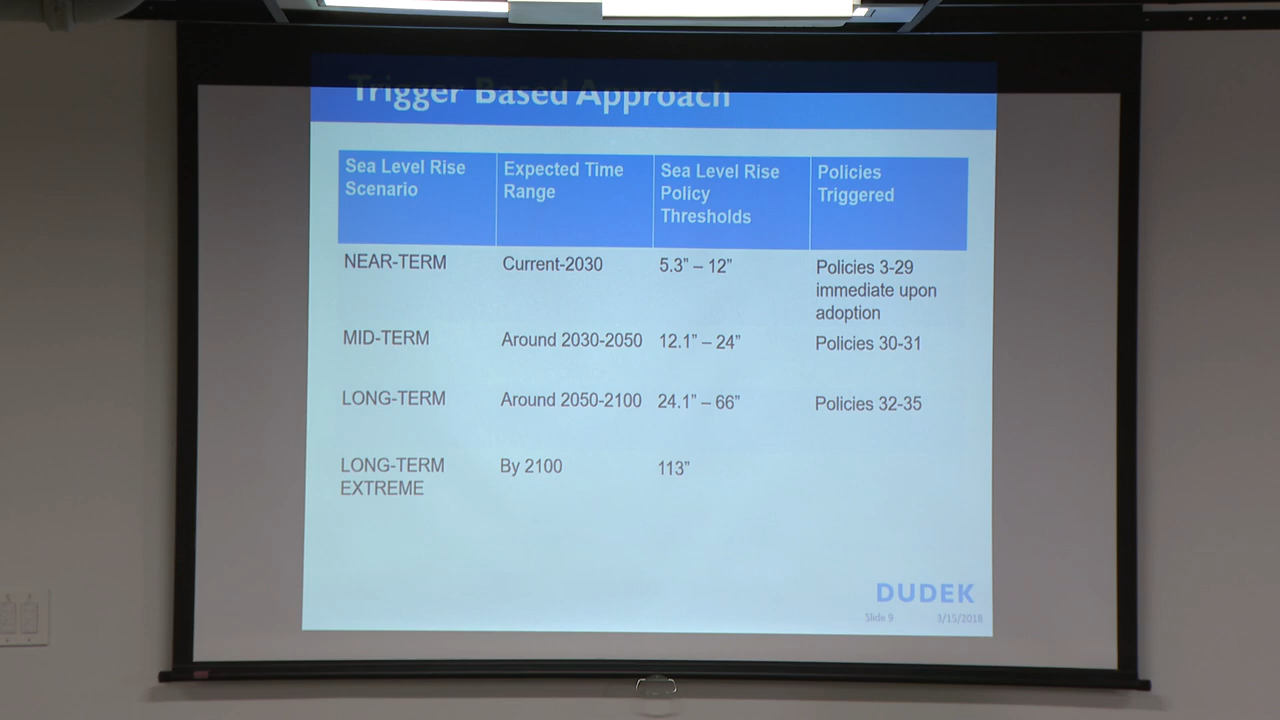 Trigger Based Approach
Sea Level Rise
Scenario
Expected Time
Range
Sea Level Rise
Policy
Thresholds
Policies
Triggered
NEAR-TERM
Current-2030
5.3” – 12”
Policies 3-29
immediate upon
adoption
MID-TERM
Around 2030-2050
12.1” – 24”
Policies 30-31
LONG-TERM
Around 2050-2100
24.1” – 66”
Policies 32-35
LONG-TERM
EXTREME
By 2100
113”
DUDEK
Slide 9
3/15/2018